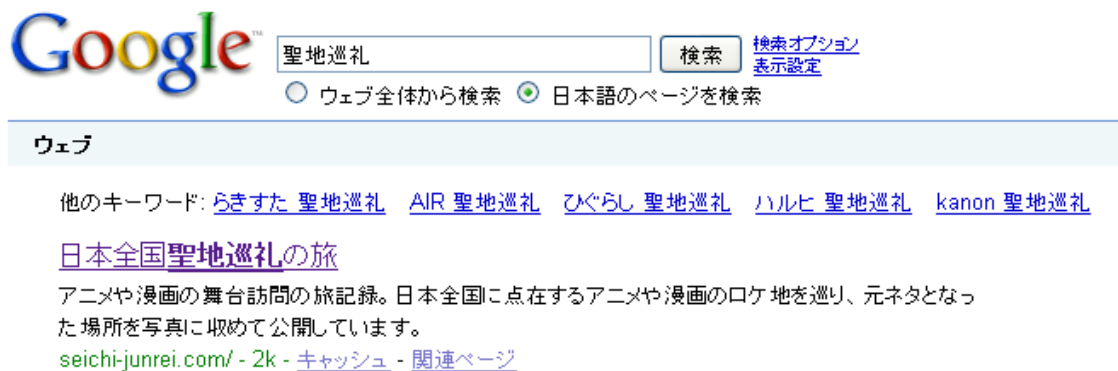 Google™
聖地巡礼 検索 検索オプション
表示設定
ウェブ全体から検索 日本語のページを検索
ウェブ
他のキーワード: らきすた 聖地巡礼 AIR 聖地巡礼 ひぐらし 聖地巡礼 ハルヒ 聖地巡礼 kanon 聖地巡礼
日本全国聖地巡礼の旅
アニメや漫画の舞台訪問の旅記録。日本全国に点在するアニメや漫画のロケ地を巡り、元ネタとなっ
た場所を写真に収めて公開しています。
seichi-junrei.com/ - 2k - キャッシュ - 関連ページ